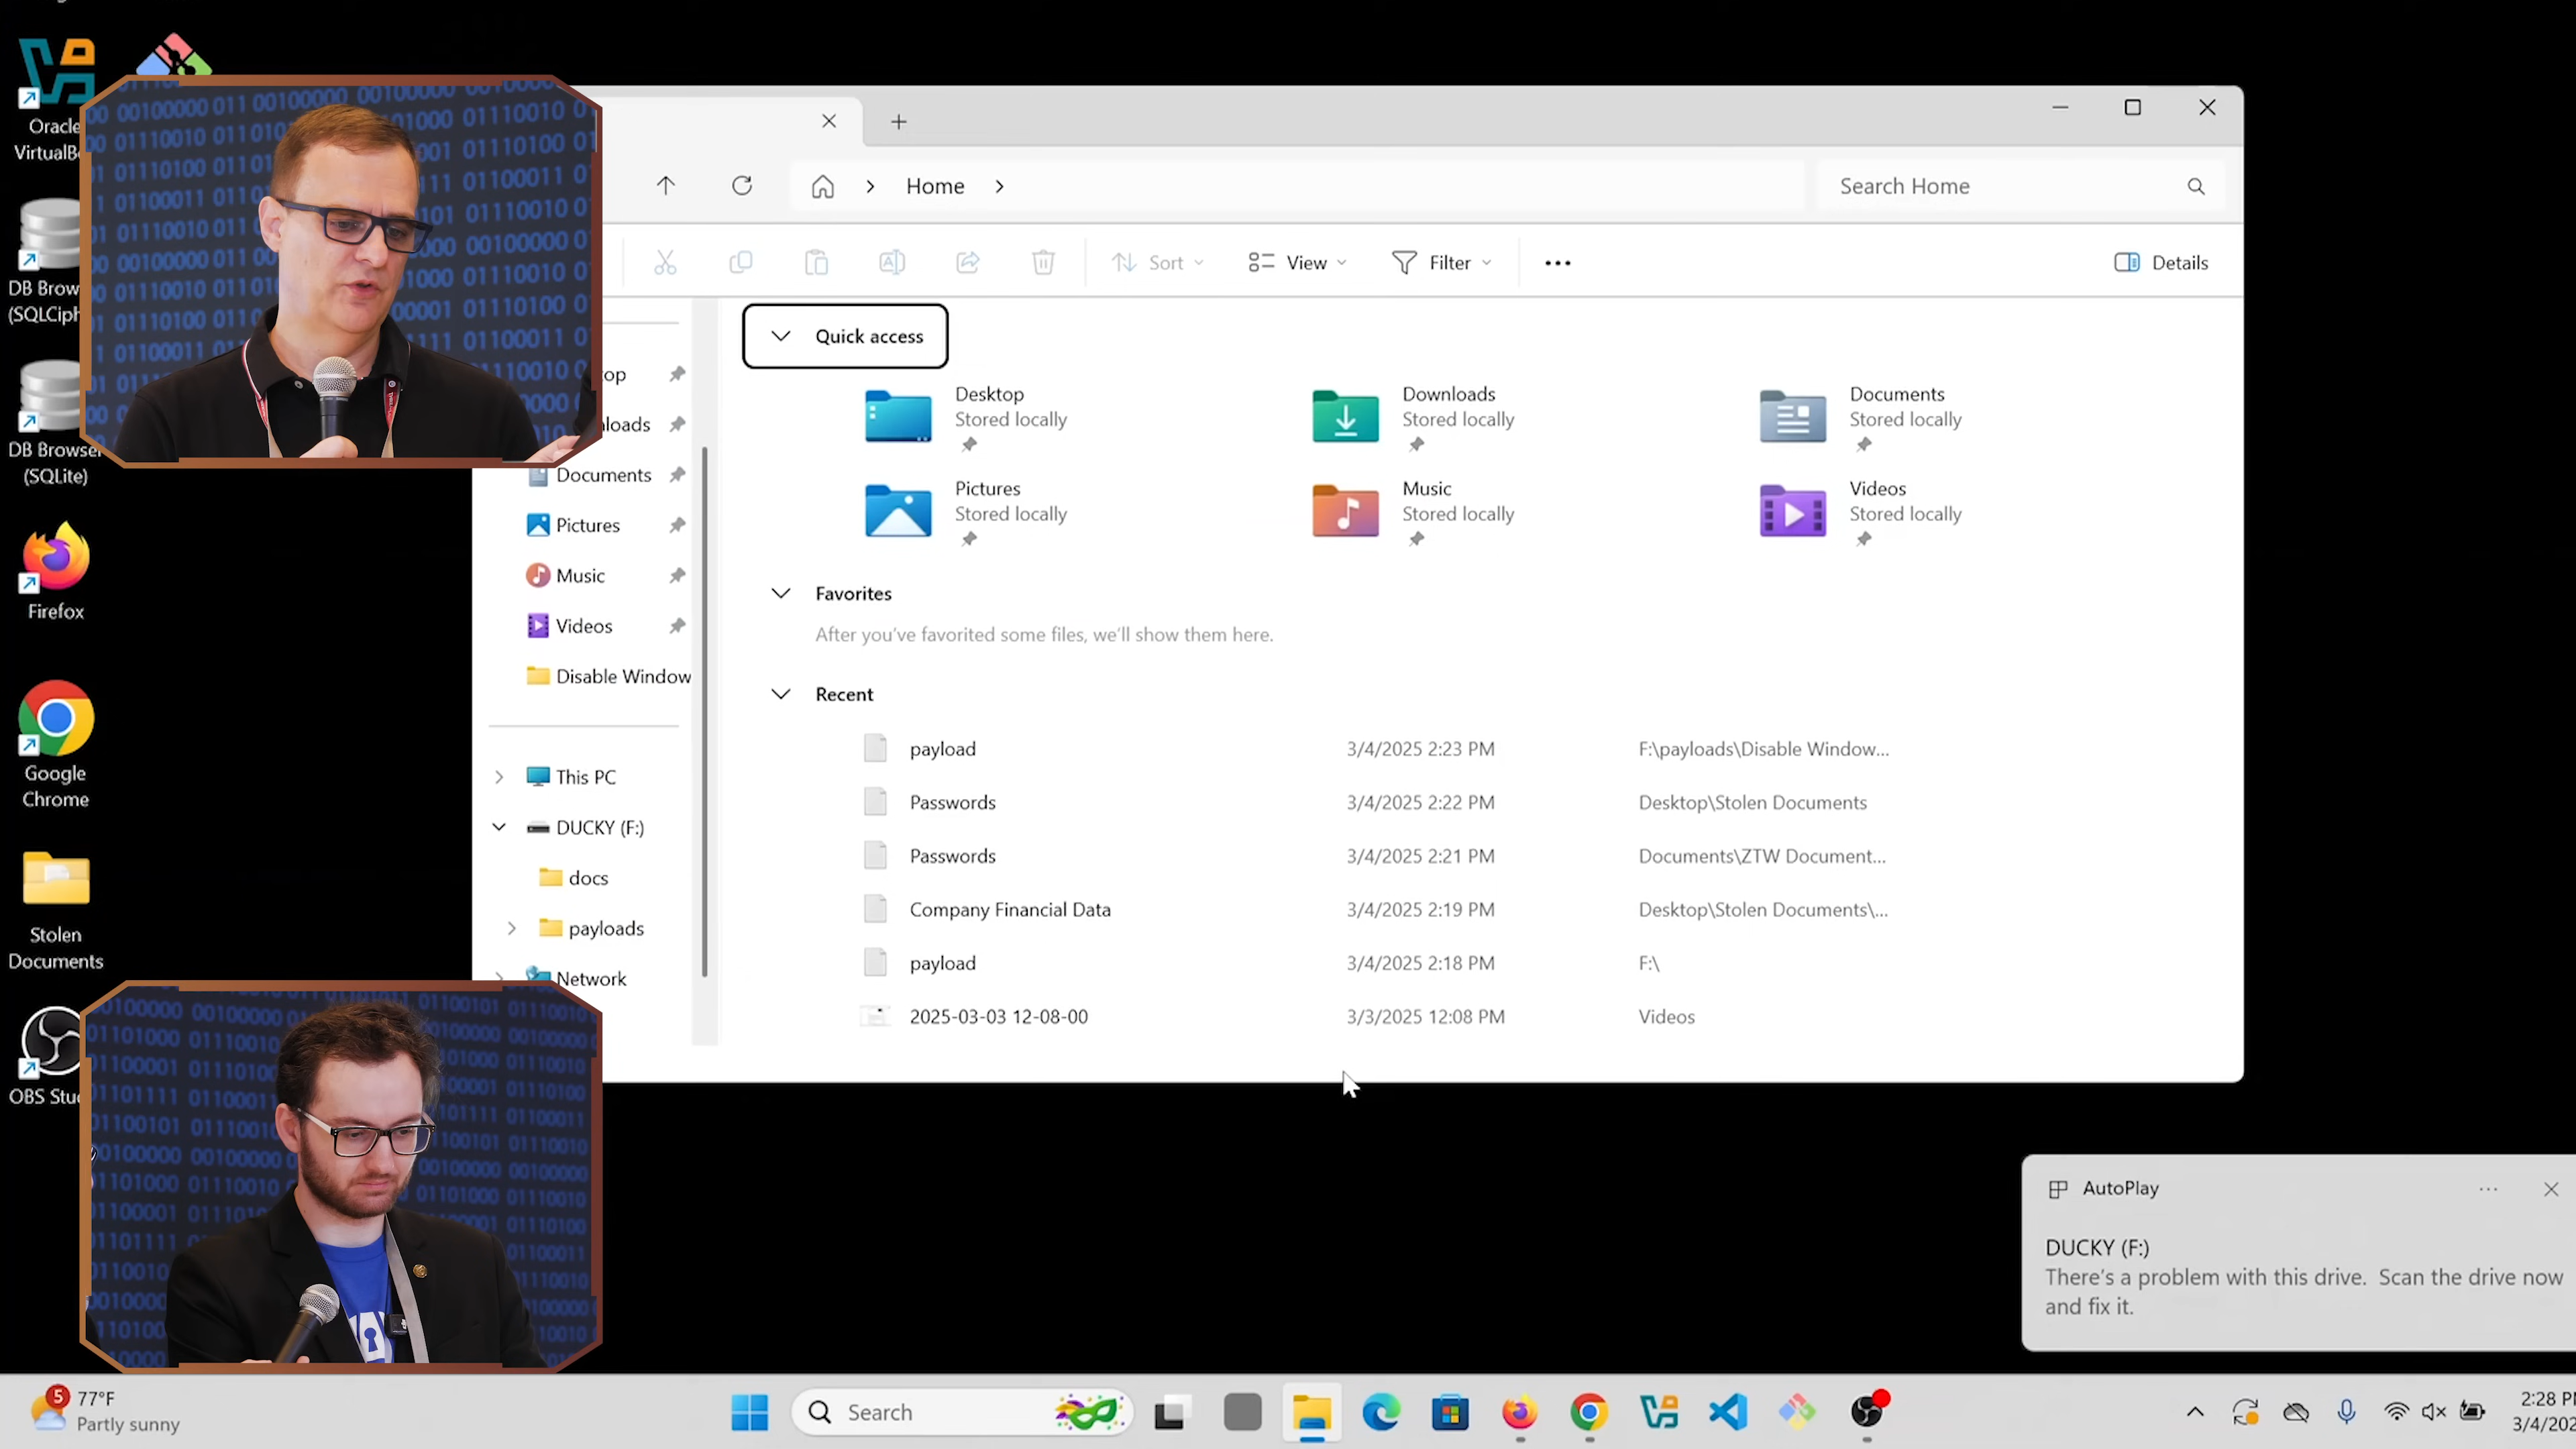 Oracle
VirtualB
DB Brow
(SQLCiph
DB Browser
(SQLite)
Firefox
Google
Chrome
Stolen
Documents
OBS Stu
Home
Search Home
Sort
View
Filter
Details
Quick access
Desktop
Stored locally
Downloads
Stored locally
Documents
Stored locally
Pictures
Stored locally
Music
Stored locally
Videos
Stored locally
top
nloads
Documents
Pictures
Music
Videos
Disable Window
This PC
DUCKY (F:)
docs
payloads
Network
Favorites
After you've favorited some files, we'll show them here.
Recent
payload 3/4/2025 2:23 PM F:\payloads\Disable Window...
Passwords 3/4/2025 2:22 PM Desktop\Stolen Documents
Passwords 3/4/2025 2:21 PM Documents\ZTW Document...
Company Financial Data 3/4/2025 2:19 PM Desktop\Stolen Documents\...
payload 3/4/2025 2:18 PM F:\
2025-03-03 12-08-00 3/3/2025 12:08 PM Videos
AutoPlay
DUCKY (F:)
There's a problem with this drive. Scan the drive now
and fix it.
5
77°F
Partly sunny
Search
2:28 P
3/4/202